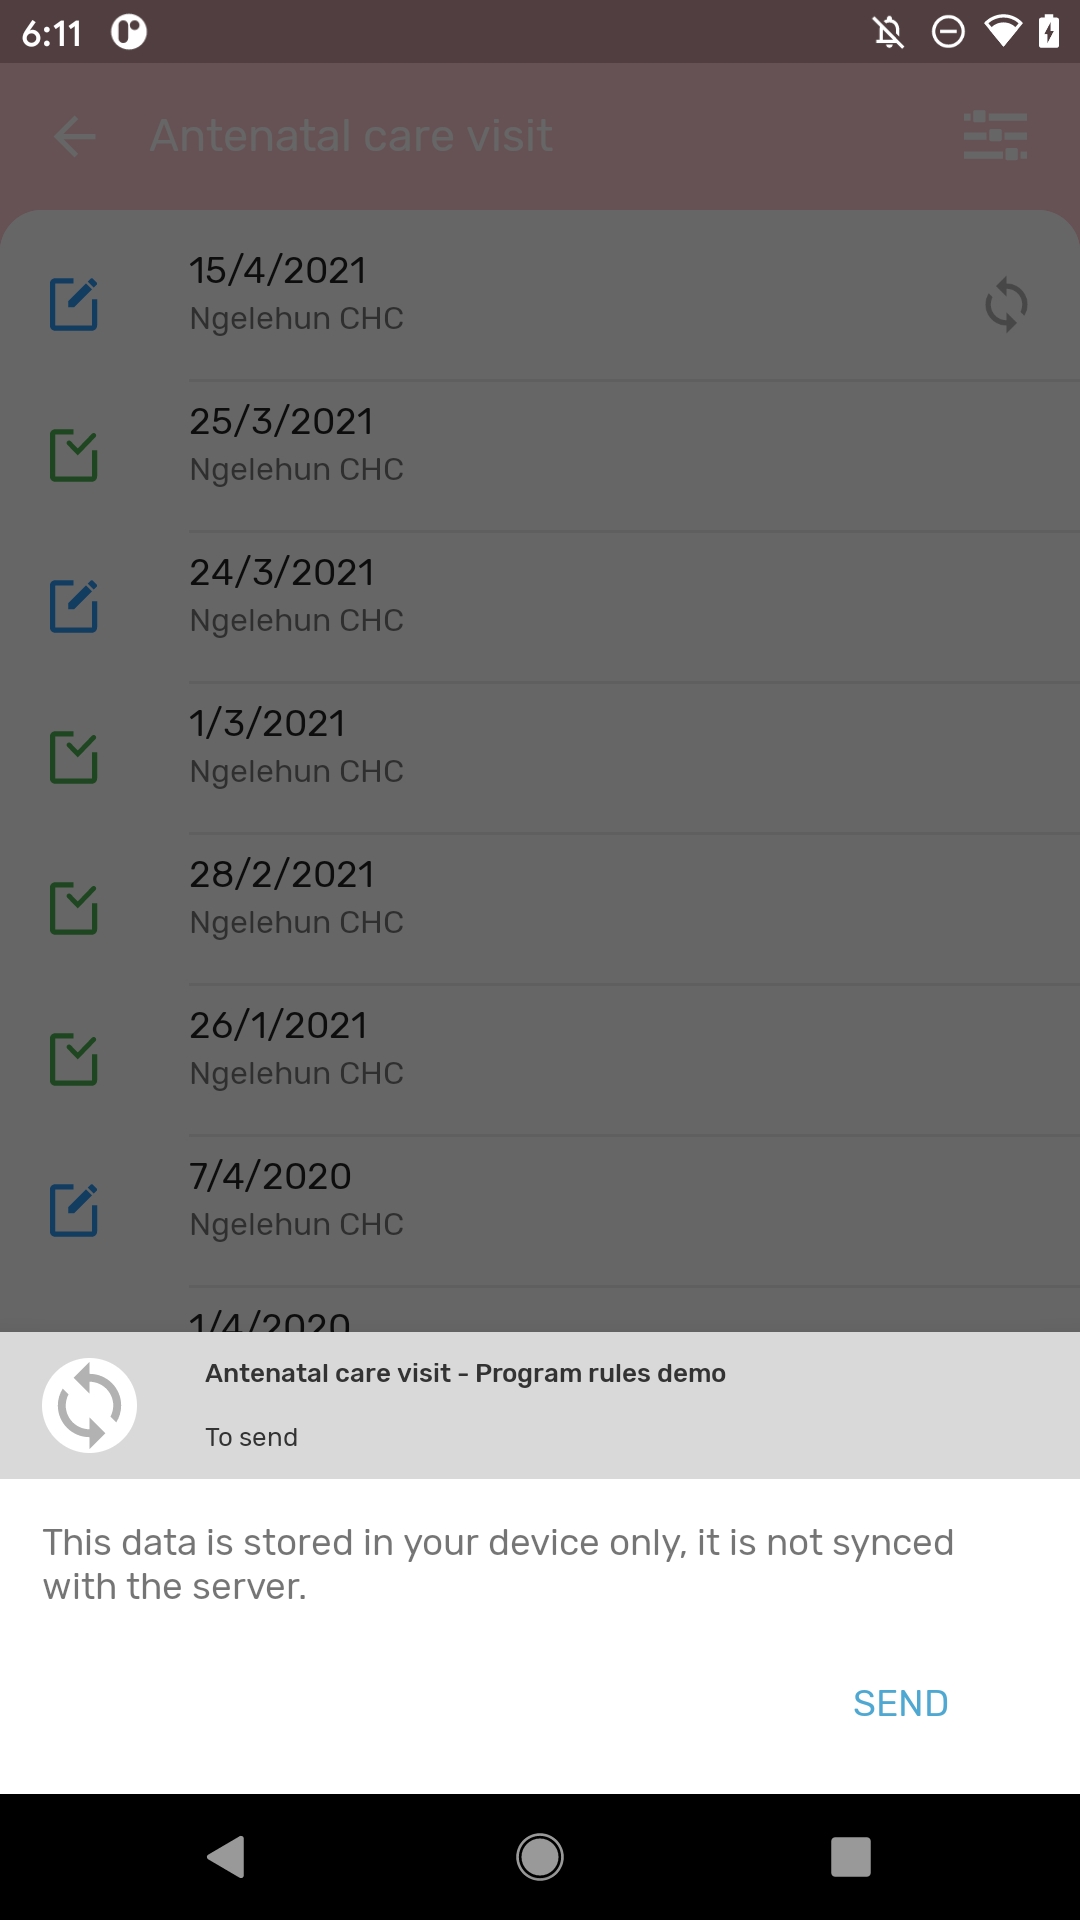 6:11
Antenatal care visit
15/4/2021
Ngelehun CHC
25/3/2021
Ngelehun CHC
24/3/2021
Ngelehun CHC
1/3/2021
Ngelehun CHC
28/2/2021
Ngelehun CHC
26/1/2021
Ngelehun CHC
7/4/2020
Ngelehun CHC
1/4/2020
Antenatal care visit - Program rules demo
To send
This data is stored in your device only, it is not synced
with the server.
SEND